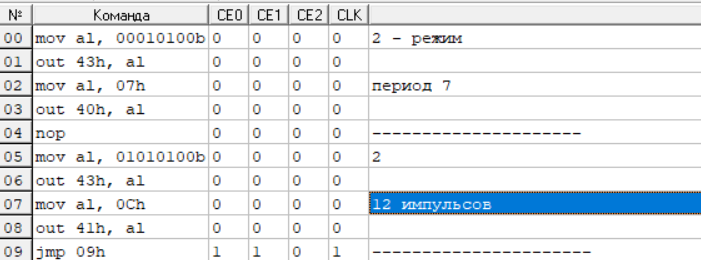 № Команда CE0 CE1 CE2 CLK
00 mov al, 00010100b 0 0 0 0 2 - режим
01 out 43h, al 0 0 0 0
02 mov al, 07h 0 0 0 0 период 7
03 out 40h, al 0 0 0 0
04 nop 0 0 0 0 ---------------------
05 mov al, 01010100b 0 0 0 0 2
06 out 43h, al 0 0 0 0
07 mov al, 0Ch 0 0 0 0 12 импульсов
08 out 41h, al 0 0 0 0
09 jmp 09h 1 1 0 1 ----------------------